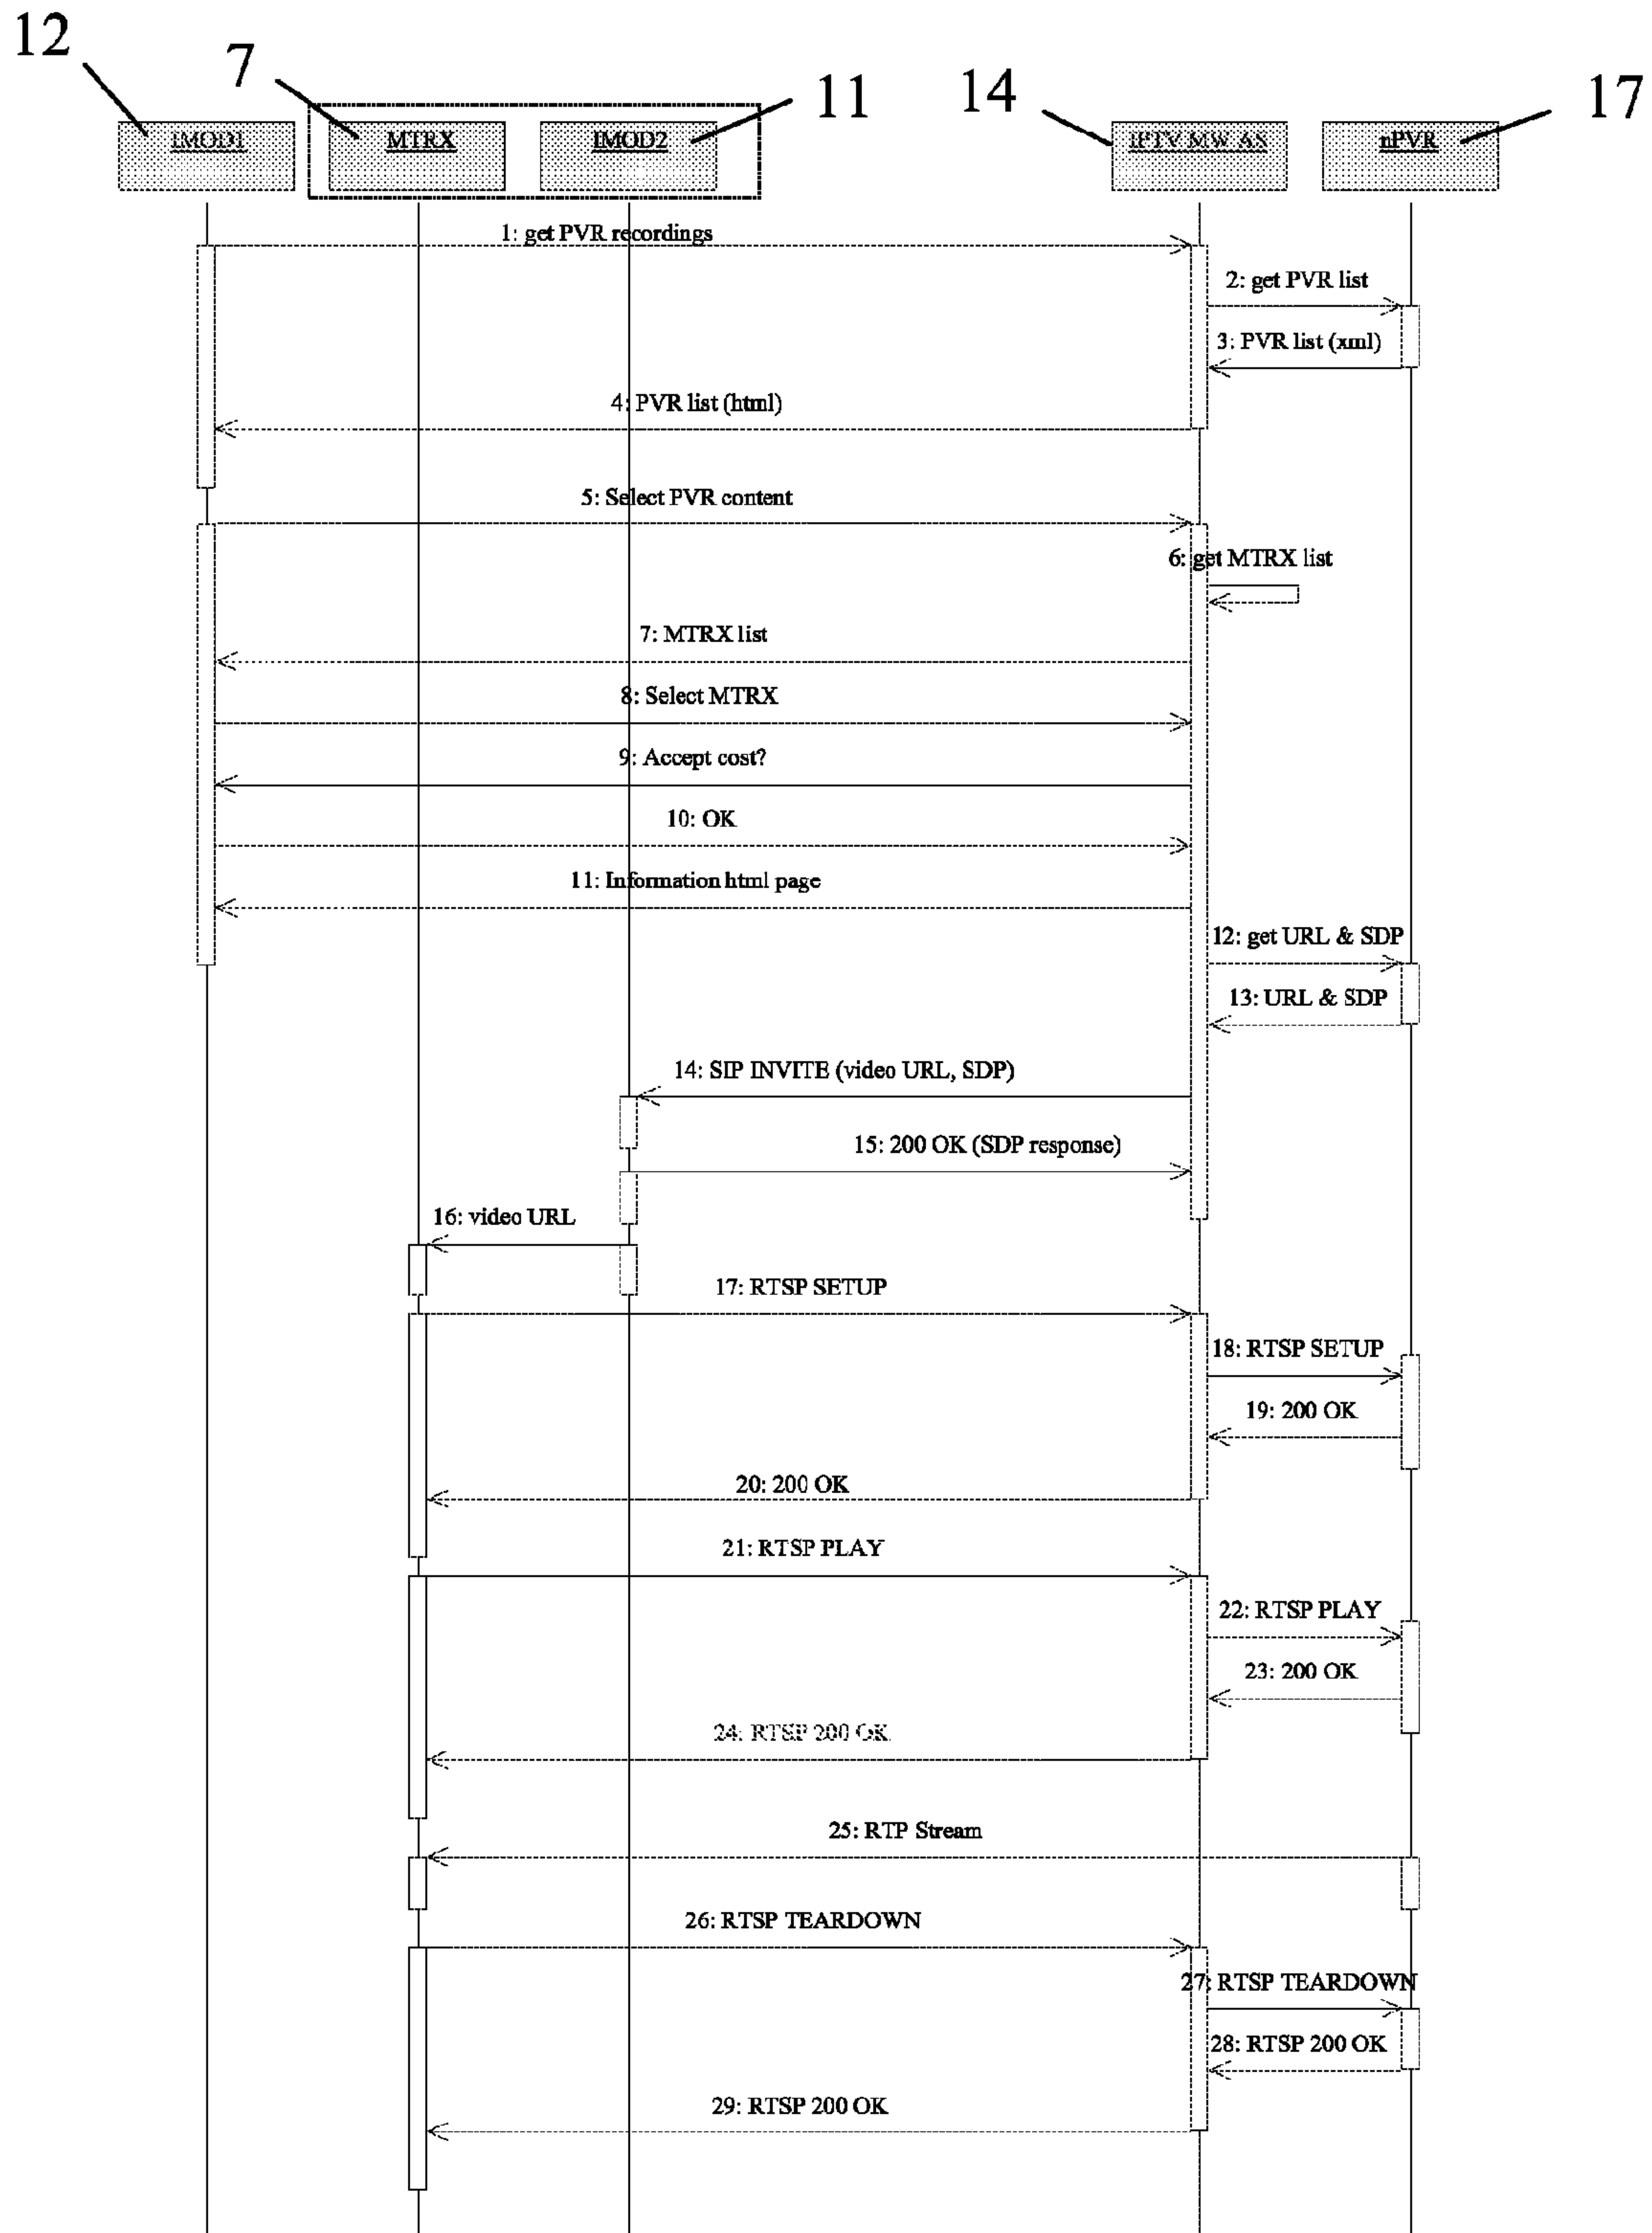 12
7
11
14
17
IMOD1
MTRX
IMOD2
IPTV MW AS
nPVR
1: get PVR recordings
2: get PVR list
3: PVR list (xml)
4: PVR list (html)
5: Select PVR content
6: get MTRX list
7: MTRX list
8: Select MTRX
9: Accept cost?
10: OK
11: Information html page
12: get URL & SDP
13: URL & SDP
14: SIP INVITE (video URL, SDP)
15: 200 OK (SDP response)
16: video URL
17: RTSP SETUP
18: RTSP SETUP
19: 200 OK
20: 200 OK
21: RTSP PLAY
22: RTSP PLAY
23: 200 OK
24: RTSP 200 OK
25: RTP Stream
26: RTSP TEARDOWN
27: RTSP TEARDOWN
28: RTSP 200 OK
29: RTSP 200 OK